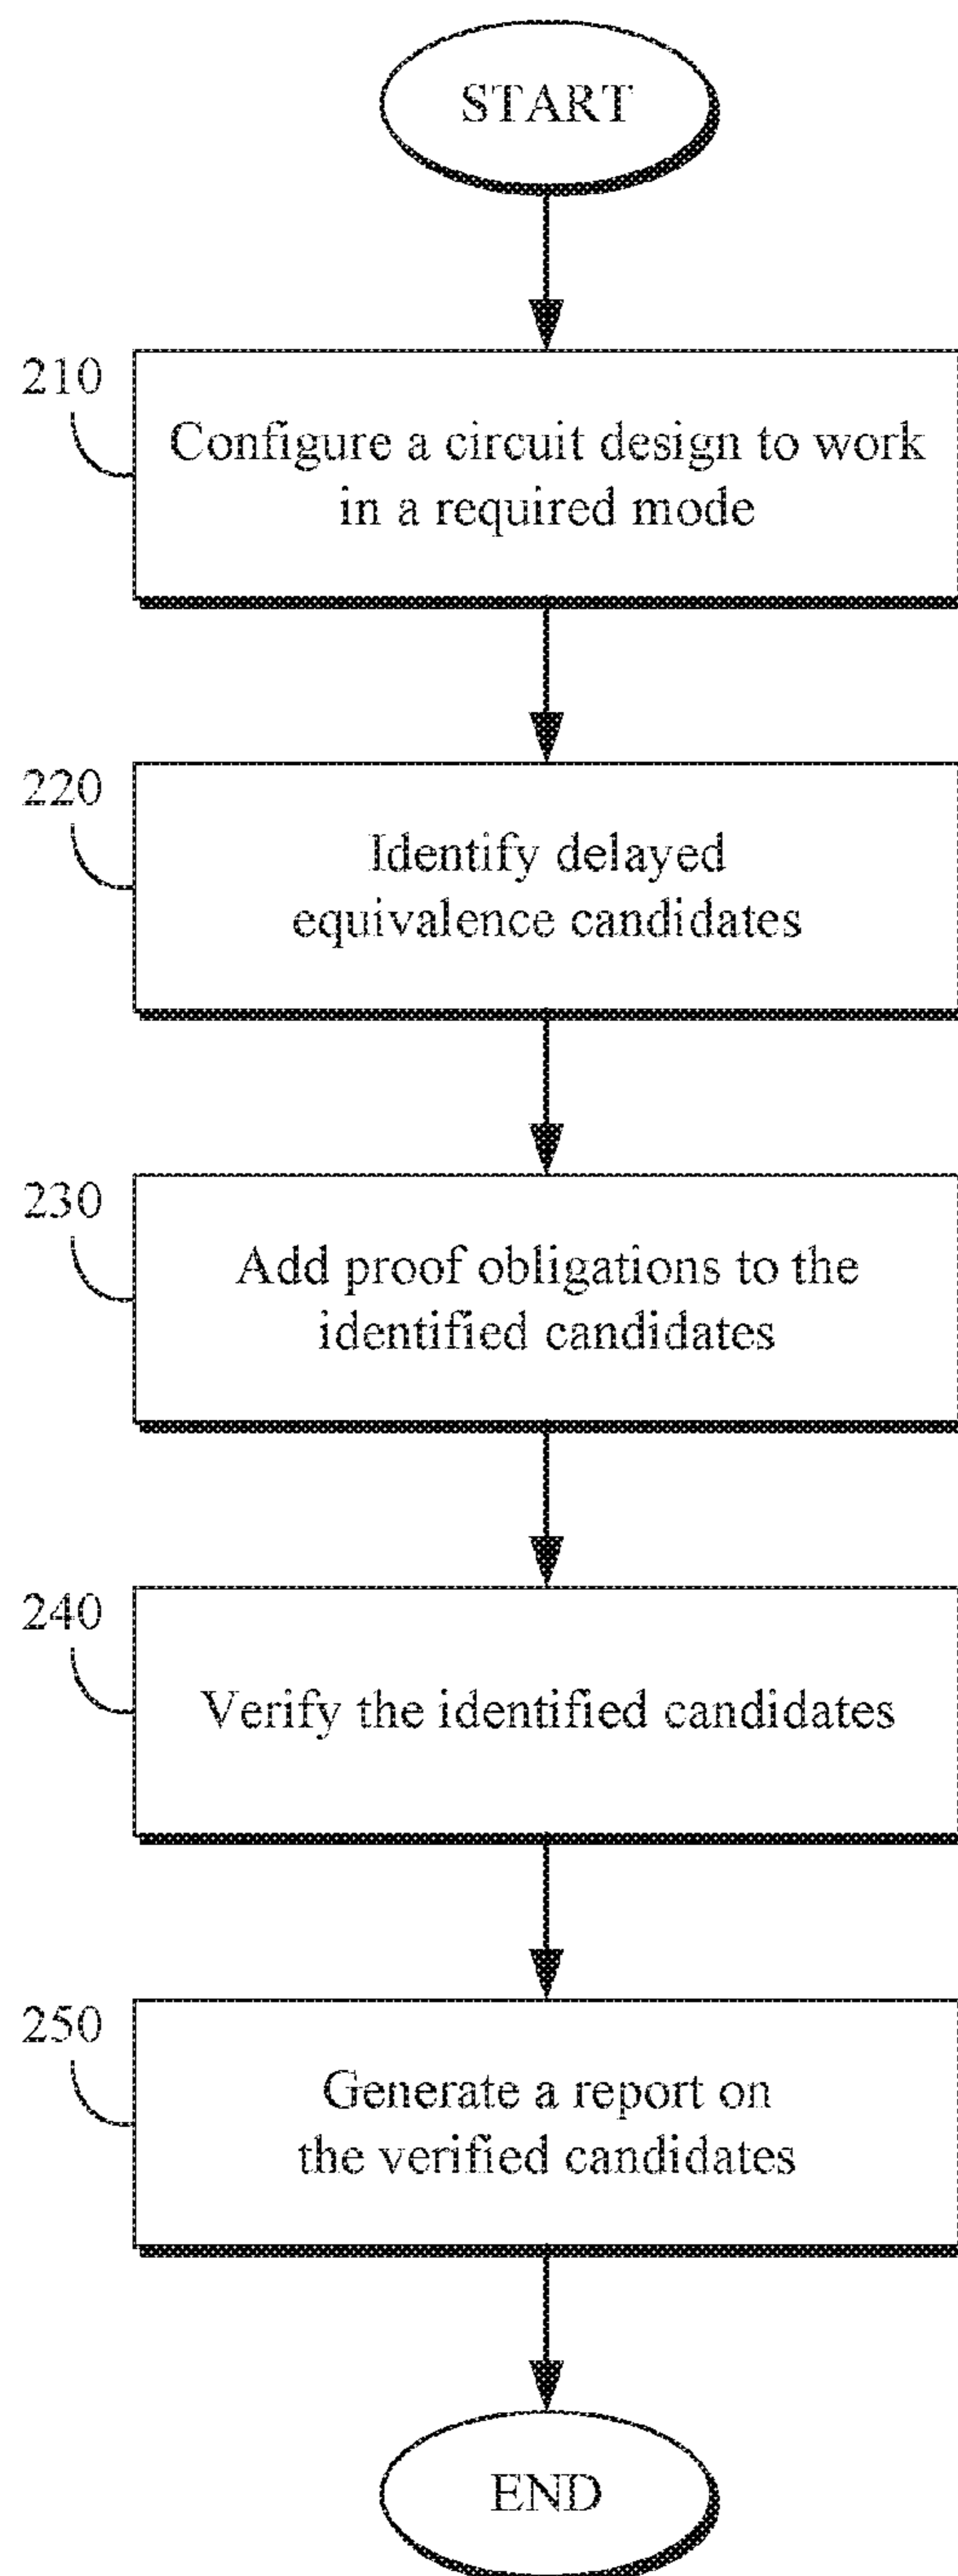 START
210
Configure a circuit design to work
in a required mode
220
Identify delayed
equivalence candidates
230
Add proof obligations to the
identified candidates
240
Verify the identified candidates
250
Generate a report on
the verified candidates
END